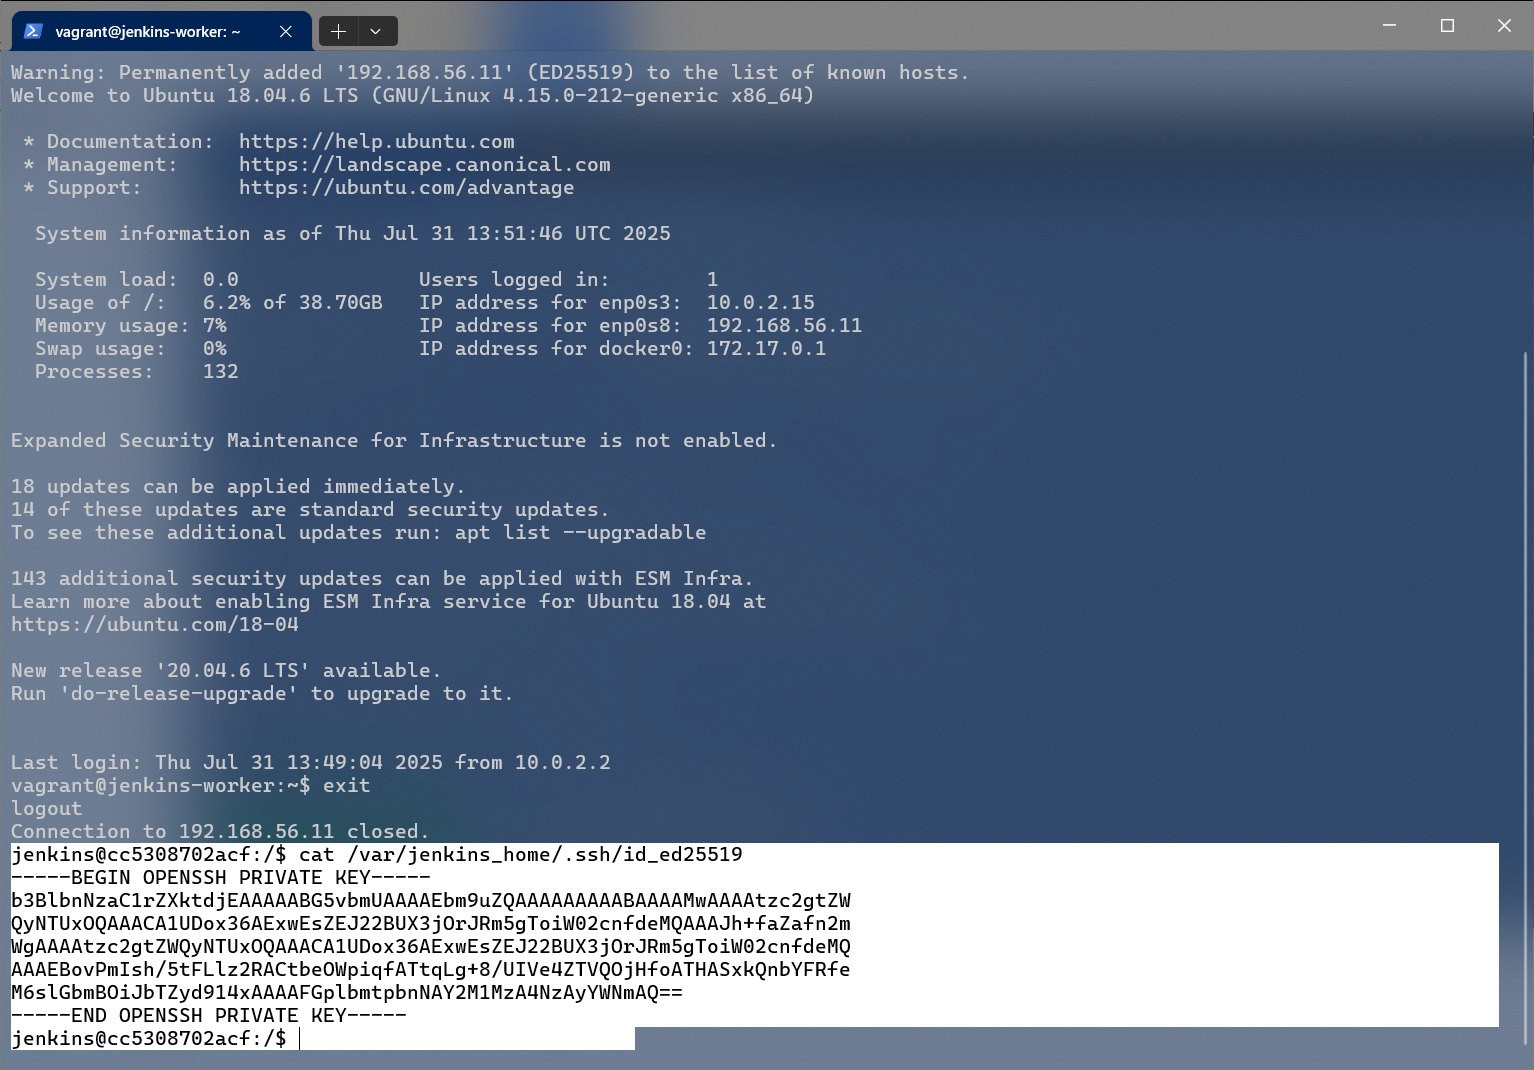 vagrant@jenkins-worker: ~
Warning: Permanently added '192.168.56.11' (ED25519) to the list of known hosts.
Welcome to Ubuntu 18.04.6 LTS (GNU/Linux 4.15.0-212-generic x86_64)
* Documentation:  https://help.ubuntu.com
* Management:     https://landscape.canonical.com
* Support:        https://ubuntu.com/advantage
System information as of Thu Jul 31 13:51:46 UTC 2025
System load:  0.0               Users logged in:        1
Usage of /:   6.2% of 38.70GB   IP address for enp0s3:  10.0.2.15
Memory usage: 7%                IP address for enp0s8:  192.168.56.11
Swap usage:   0%                IP address for docker0: 172.17.0.1
Processes:    132
Expanded Security Maintenance for Infrastructure is not enabled.
18 updates can be applied immediately.
14 of these updates are standard security updates.
To see these additional updates run: apt list --upgradable
143 additional security updates can be applied with ESM Infra.
Learn more about enabling ESM Infra service for Ubuntu 18.04 at
https://ubuntu.com/18-04
New release '20.04.6 LTS' available.
Run 'do-release-upgrade' to upgrade to it.
Last login: Thu Jul 31 13:49:04 2025 from 10.0.2.2
vagrant@jenkins-worker:~$ exit
logout
Connection to 192.168.56.11 closed.
jenkins@cc5308702acf:/$ cat /var/jenkins_home/.ssh/id_ed25519
-----BEGIN OPENSSH PRIVATE KEY-----
b3BlbnNzaC1rZXktdjEAAAAABG5vbmUAAAAEbm9uZQAAAAAAAAABAAAAMwAAAAtzc2gtZW
QyNTUxOQAAACA1UDox36AExwEsZEJ22BUX3jOrJRm5gToiW02cnfdeMQAAAJh+faZafn2m
WgAAAAtzc2gtZWQyNTUxOQAAACA1UDox36AExwEsZEJ22BUX3jOrJRm5gToiW02cnfdeMQ
AAAEBovPmIsh/5tFLlz2RACtbeOWpiqfATtqLg+8/UIVe4ZTVQOjHfoATHASxkQnbYFRfe
M6slGbmBOiJbTZyd914xAAAAFGplbmtpbnNAY2M1MzA4NzAyYWNmAQ==
-----END OPENSSH PRIVATE KEY-----
jenkins@cc5308702acf:/$